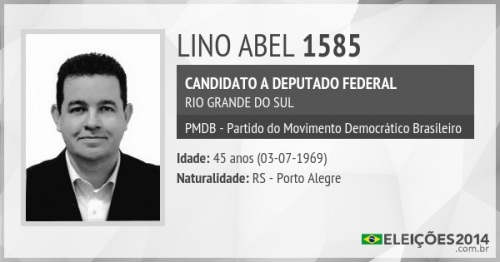 LINO ABEL 1585
CANDIDATO A DEPUTADO FEDERAL
RIO GRANDE DO SUL
PMDB - Partido do Movimento Democrático Brasileiro
Idade: 45 anos (03-07-1969)
Naturalidade: RS - Porto Alegre
ELEIÇÕES2014
.com.br